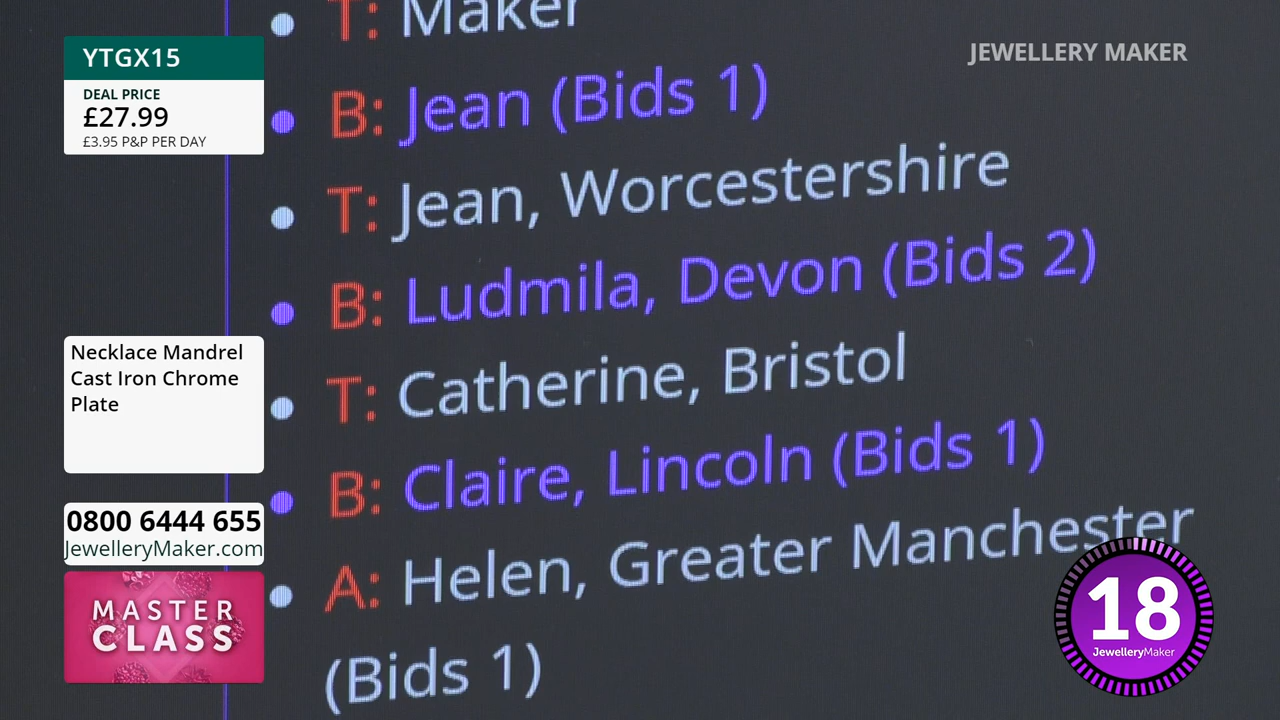 YTGX15
DEAL PRICE
£27.99
£3.95 P&P PER DAY
JEWELLERY MAKER
T: Maker
B: Jean (Bids 1)
T: Jean, Worcestershire
B: Ludmila, Devon (Bids 2)
T: Catherine, Bristol
B: Claire, Lincoln (Bids 1)
A: Helen, Greater Manchester
(Bids 1)
Necklace Mandrel
Cast Iron Chrome
Plate
0800 6444 655
JewelleryMaker.com
MASTER
CLASS
18
JewelleryMaker